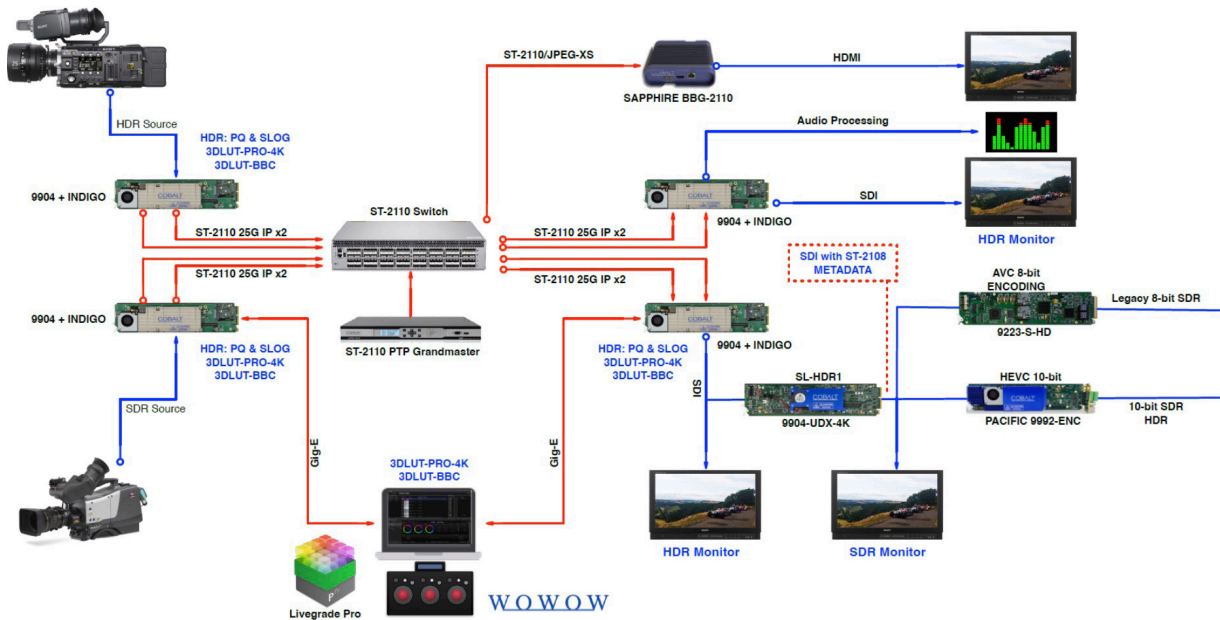 ST-2110/JPEG-XS
HDMI
SAPPHIRE BBG-2110
HDR Source
HDR: PQ & SLOG
3DLUT-PRO-4K
3DLUT-BBC
Audio Processing
COBALT
COBALT
9904 + INDIGO
ST-2110 Switch
SDI
9904 + INDIGO
ST-2110 25G IP x2
ST-2110 25G IP x2
HDR Monitor
SDI with ST-2108
METADATA
ST-2110 25G IP x2
ST-2110 25G IP x2
AVC 8-bit
ENCODING
Legacy 8-bit SDR
9223-S-HD
COBALT
COBALT
9904 + INDIGO
9904 + INDIGO
ST-2110 PTP Grandmaster
HDR: PQ & SLOG
3DLUT-PRO-4K
3DLUT-BBC
HDR: PQ & SLOG
3DLUT-PRO-4K
3DLUT-BBC
SDI
SL-HDR1
COBALT
9904-UDX-4K
HEVC 10-bit
COBALT
PACIFIC 9992-ENC
10-bit SDR
HDR
SDR Source
Gig-E
Gig-E
3DLUT-PRO-4K
3DLUT-BBC
HDR Monitor
SDR Monitor
Livegrade Pro
WOWOW